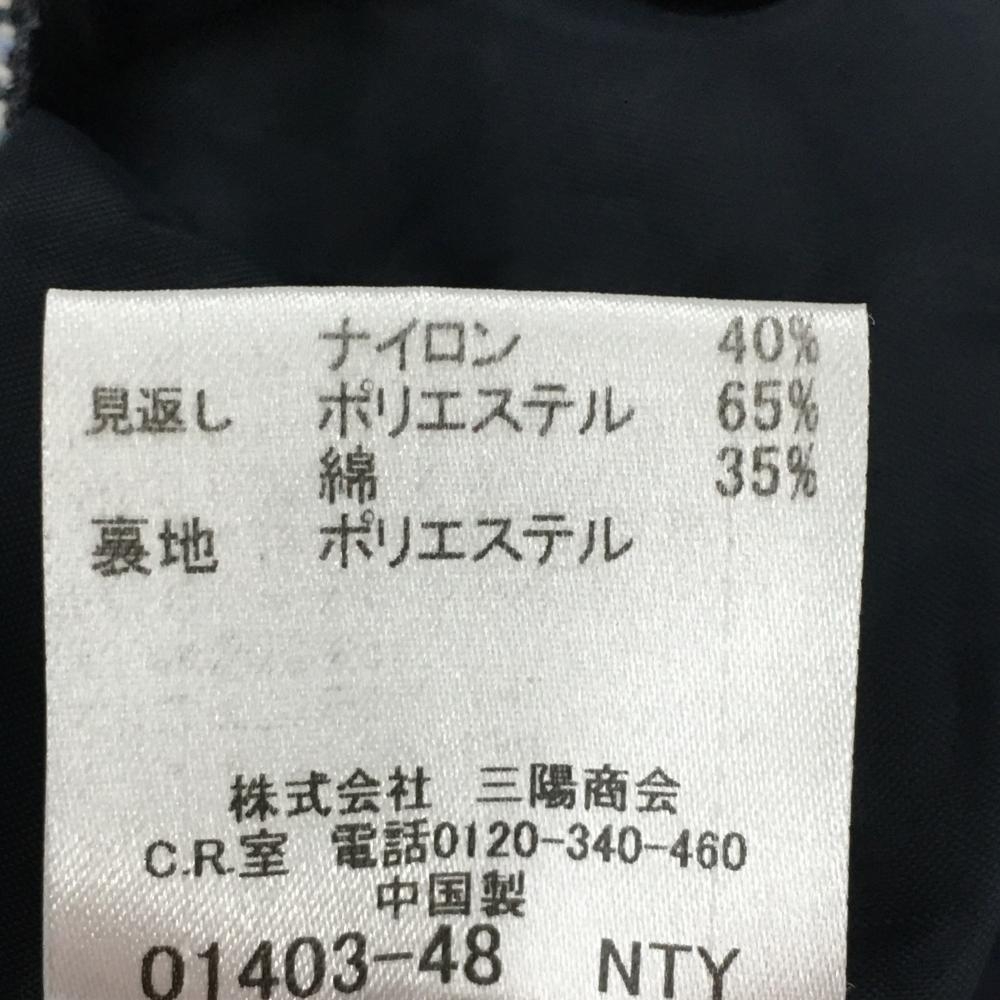 ナイロン 40%
見返し ポリエステル 65%
綿 35%
裏地 ポリエステル
株式会社 三陽商会
C.R.室 電話0120-340-460
中国製
01403-48 NTY